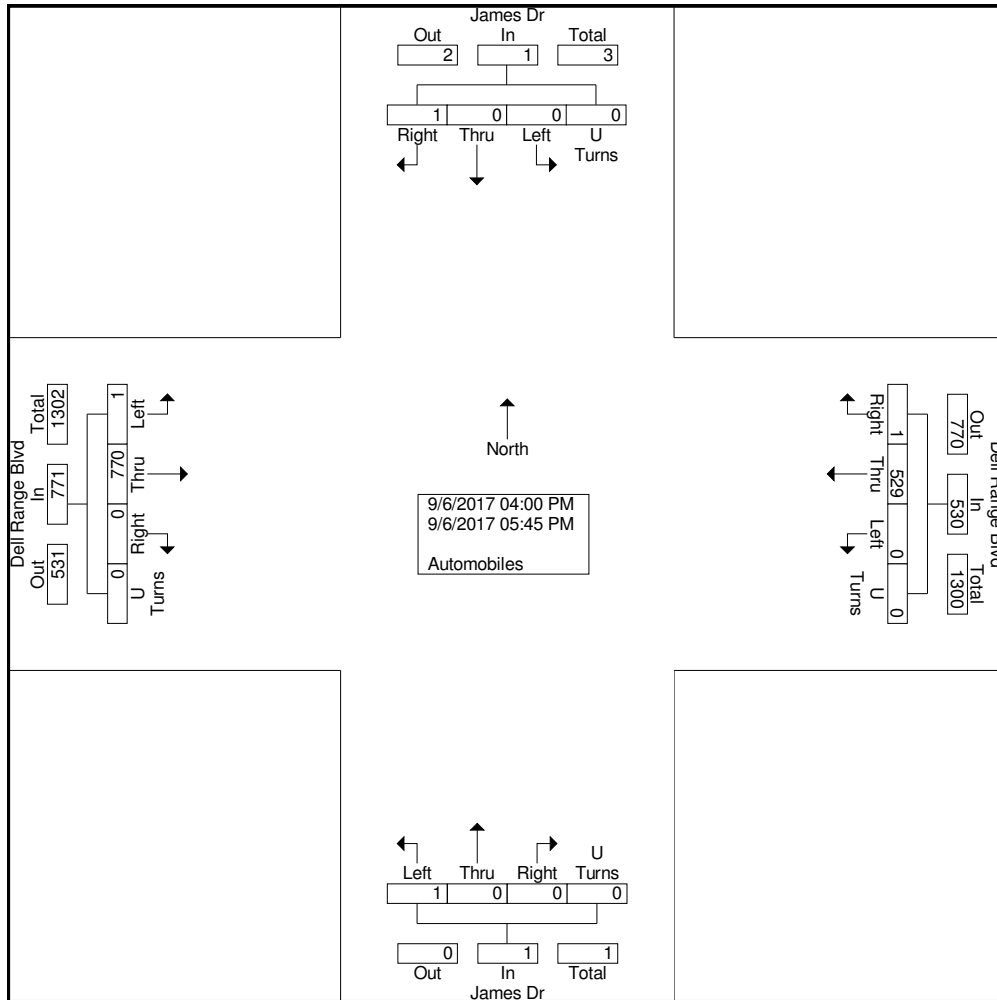 James Dr
Out In Total
2 1 3
1 0 0 0
Right Thru Left U
Turns
Dell Range Blvd
Total In Out
1302 771 531
1 770 0 0
Left Thru Right U
Turns
North
9/6/2017 04:00 PM
9/6/2017 05:45 PM
Automobiles
Right Thru Left U
Turns
1 529 0 0
Out In Total
770 530 1300
Dell Range Blvd
U
Left Thru Right Turns
1 0 0 0
0 1 1
Out In Total
James Dr